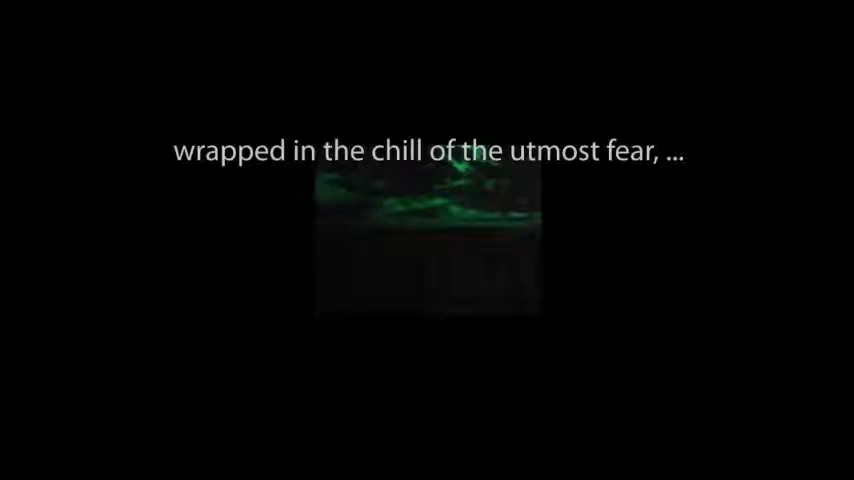 wrapped in the chill of the utmost fear, ...